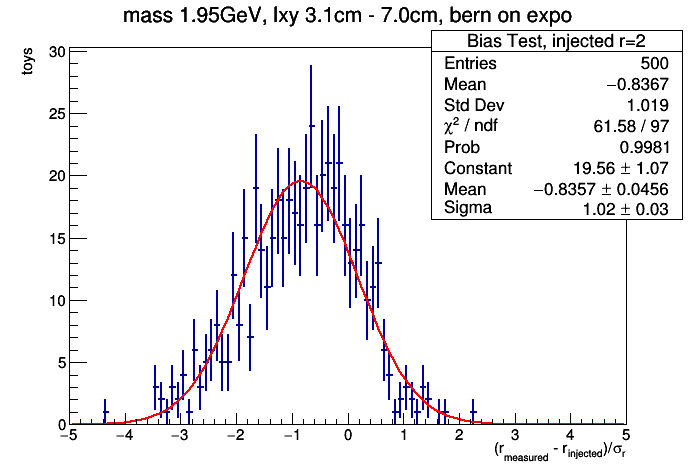 mass 1.95GeV, lxy 3.1cm - 7.0cm, bern on expo
Bias Test, injected r=2
Entries 500
Mean −0.8367
Std Dev 1.019
χ² / ndf 61.58 / 97
Prob 0.9981
Constant 19.56 ± 1.07
Mean −0.8357 ± 0.0456
Sigma 1.02 ± 0.03
toys
30
25
20
15
10
5
0
−5 −4 −3 −2 −1 0 1 2 3 4 5
(r_measured - r_injected)/σ_r